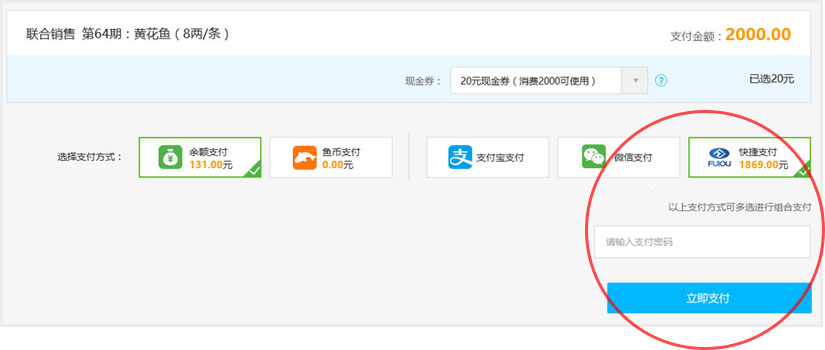 联合销售 第64期：黄花鱼（8两/条） 支付金额：2000.00
现金券： 20元现金券（消费2000可使用） ? 已选20元
选择支付方式： 余额支付 131.00元 鱼币支付 0.00元 支 支付宝支付 微信支付 FUIOU 快捷支付 1869.00元
以上支付方式可多选进行组合支付
请输入支付密码
立即支付